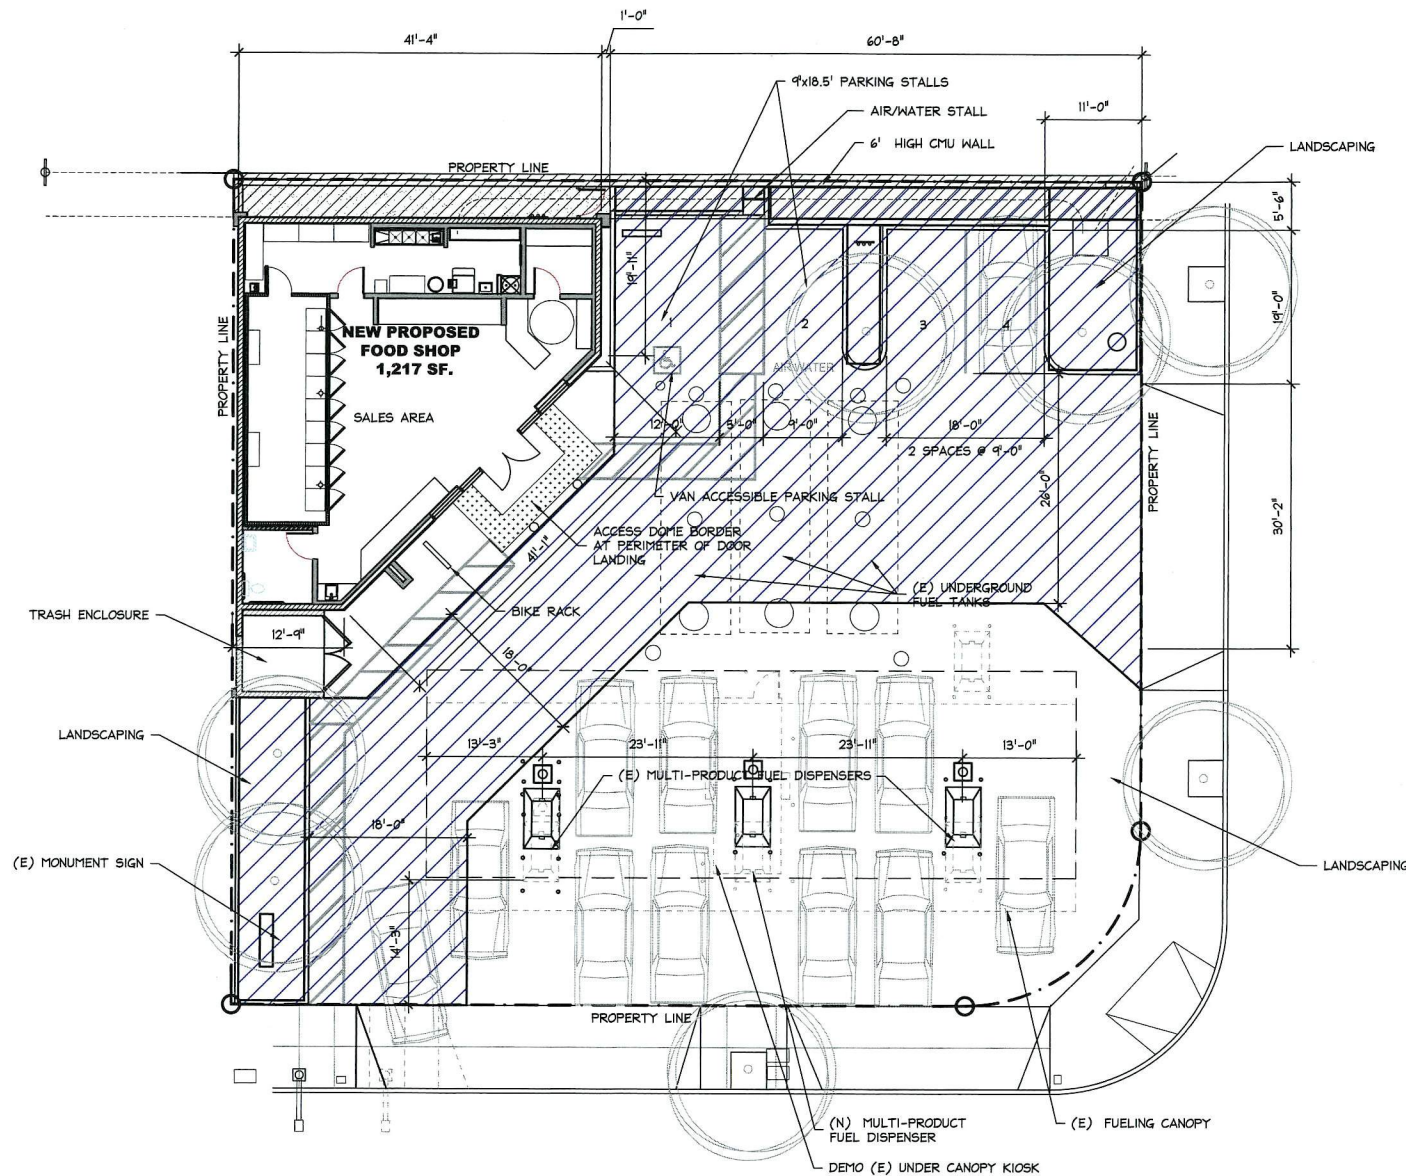 1'-0"
41'-4"
60'-8"
9'x18.5' PARKING STALLS
AIR/WATER STALL
6' HIGH CMU WALL
11'-0"
LANDSCAPING
PROPERTY LINE
5'-6"
19'-11"
19'-0"
PROPERTY LINE
NEW PROPOSED
FOOD SHOP
1,217 SF.
1
2
3
4
AIR/WATER
SALES AREA
12'-0"
5'-0"
9'-0"
18'-0"
2 SPACES @ 9'-0"
PROPERTY LINE
26'-0"
30'-2"
VAN ACCESSIBLE PARKING STALL
ACCESS DOME BORDER
AT PERIMETER OF DOOR
LANDING
41'-1"
(E) UNDERGROUND
FUEL TANKS
BIKE RACK
TRASH ENCLOSURE
12'-9"
18'-0"
LANDSCAPING
13'-3"
23'-11"
23'-11"
13'-0"
(E) MULTI-PRODUCT FUEL DISPENSERS
18'-0"
(E) MONUMENT SIGN
LANDSCAPING
14'-3"
PROPERTY LINE
(N) MULTI-PRODUCT
FUEL DISPENSER
(E) FUELING CANOPY
DEMO (E) UNDER CANOPY KIOSK